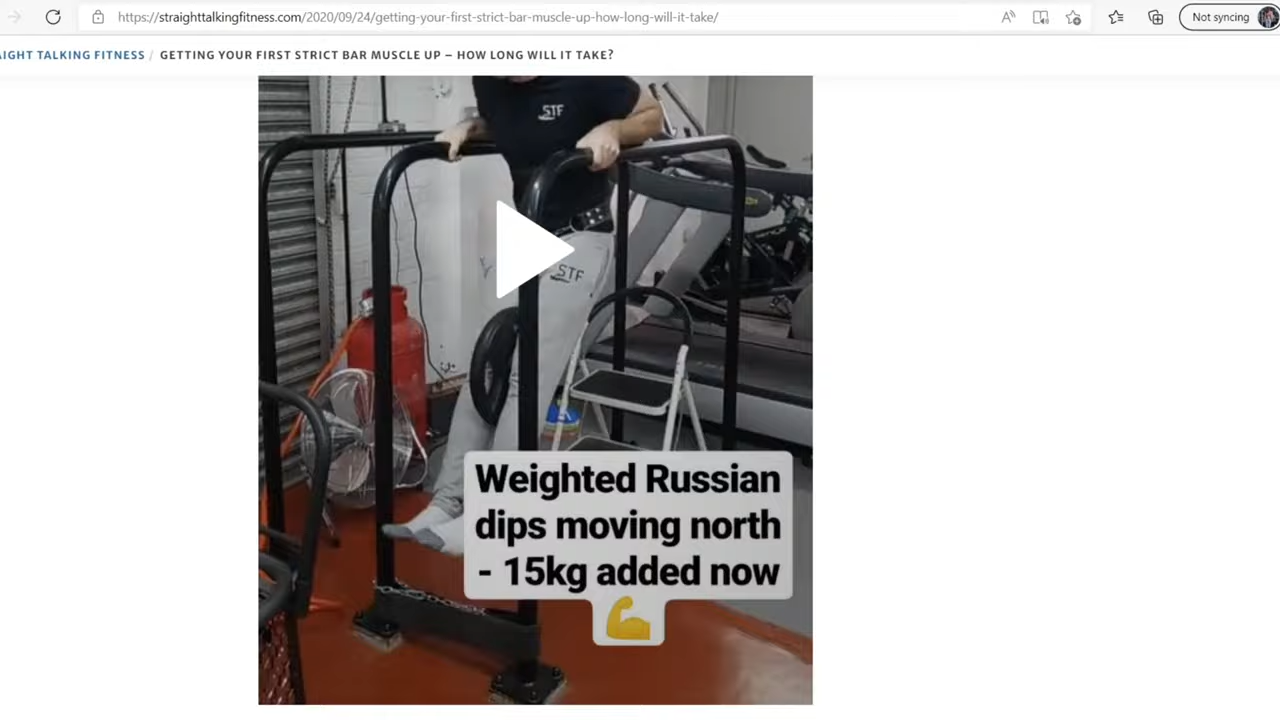 https://straighttalkingfitness.com/2020/09/24/getting-your-first-strict-bar-muscle-up-how-long-will-it-take/
Not syncing
AIGHT TALKING FITNESS / GETTING YOUR FIRST STRICT BAR MUSCLE UP – HOW LONG WILL IT TAKE?
STF
STF
Weighted Russian
dips moving north
- 15kg added now
💪